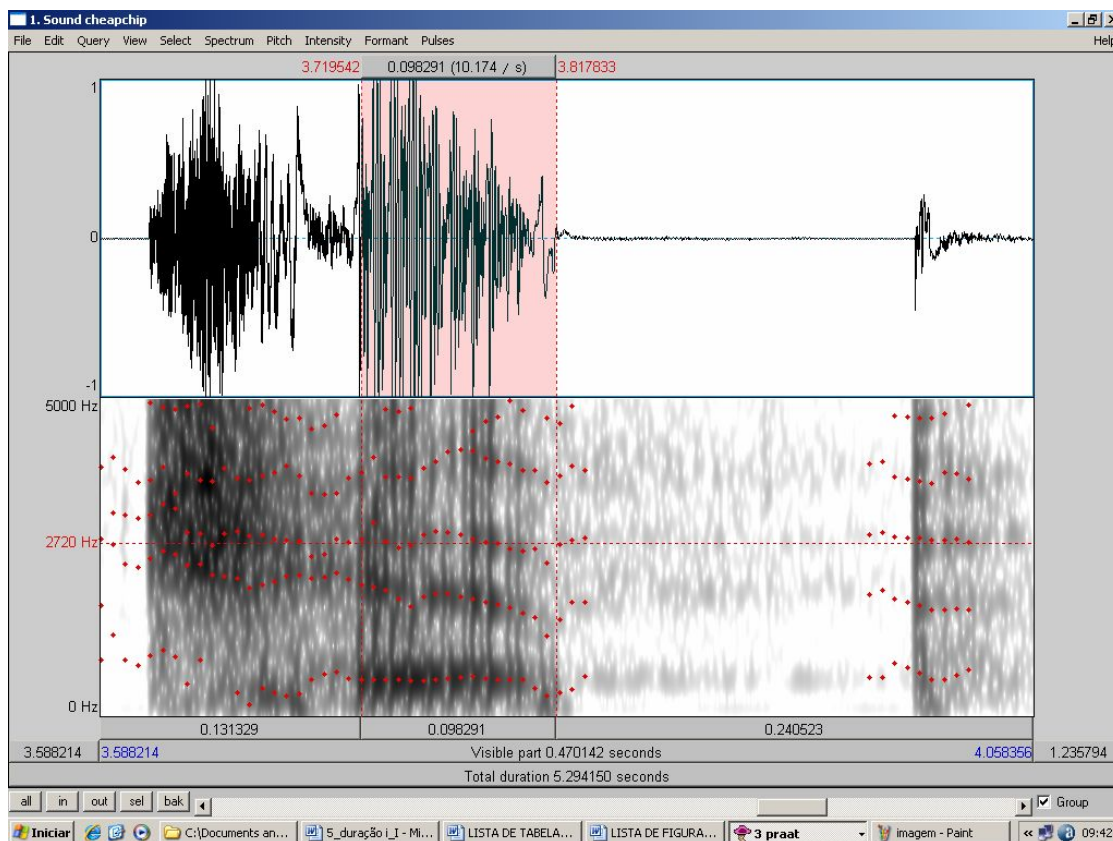 1. Sound cheapchip
File Edit Query View Select Spectrum Pitch Intensity Formant Pulses Help
3.719542 0.098291 (10.174 / s) 3.817833
1
0
-1
5000 Hz
2720 Hz
0 Hz
0.131329 0.098291 0.240523
3.588214 3.588214 Visible part 0.470142 seconds 4.058356 1.235794
Total duration 5.294150 seconds
all in out sel bak Group
Iniciar C:\Documents an... 5_duração i_I - Mi... LISTA DE TABELA... LISTA DE FIGURA... 3 praat imagem - Paint « 09:42